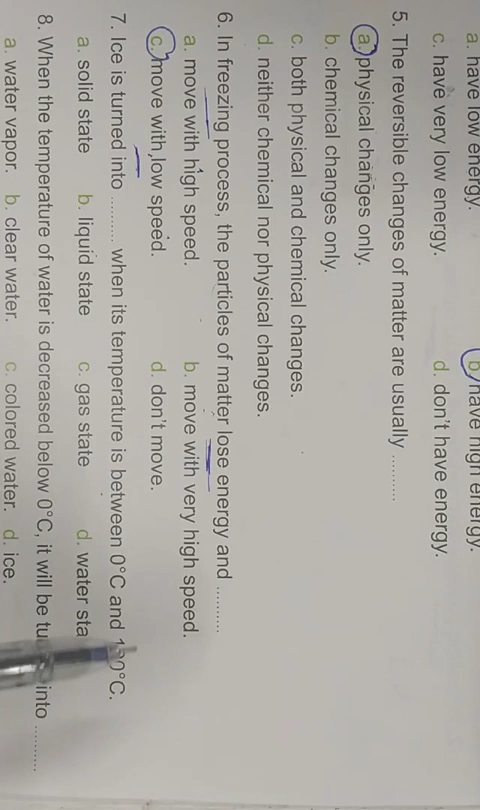 a. have low energy. b. have high energy.
c. have very low energy. d. don't have energy.
5. The reversible changes of matter are usually ..........
a. physical changes only.
b. chemical changes only.
c. both physical and chemical changes.
d. neither chemical nor physical changes.
6. In freezing process, the particles of matter lose energy and ..........
a. move with high speed. b. move with very high speed.
c. move with low speed. d. don't move.
7. Ice is turned into .......... when its temperature is between 0°C and 100°C.
a. solid state b. liquid state c. gas state d. water sta
8. When the temperature of water is decreased below 0°C, it will be tu into ..........
a. water vapor. b. clear water. c. colored water. d. ice.